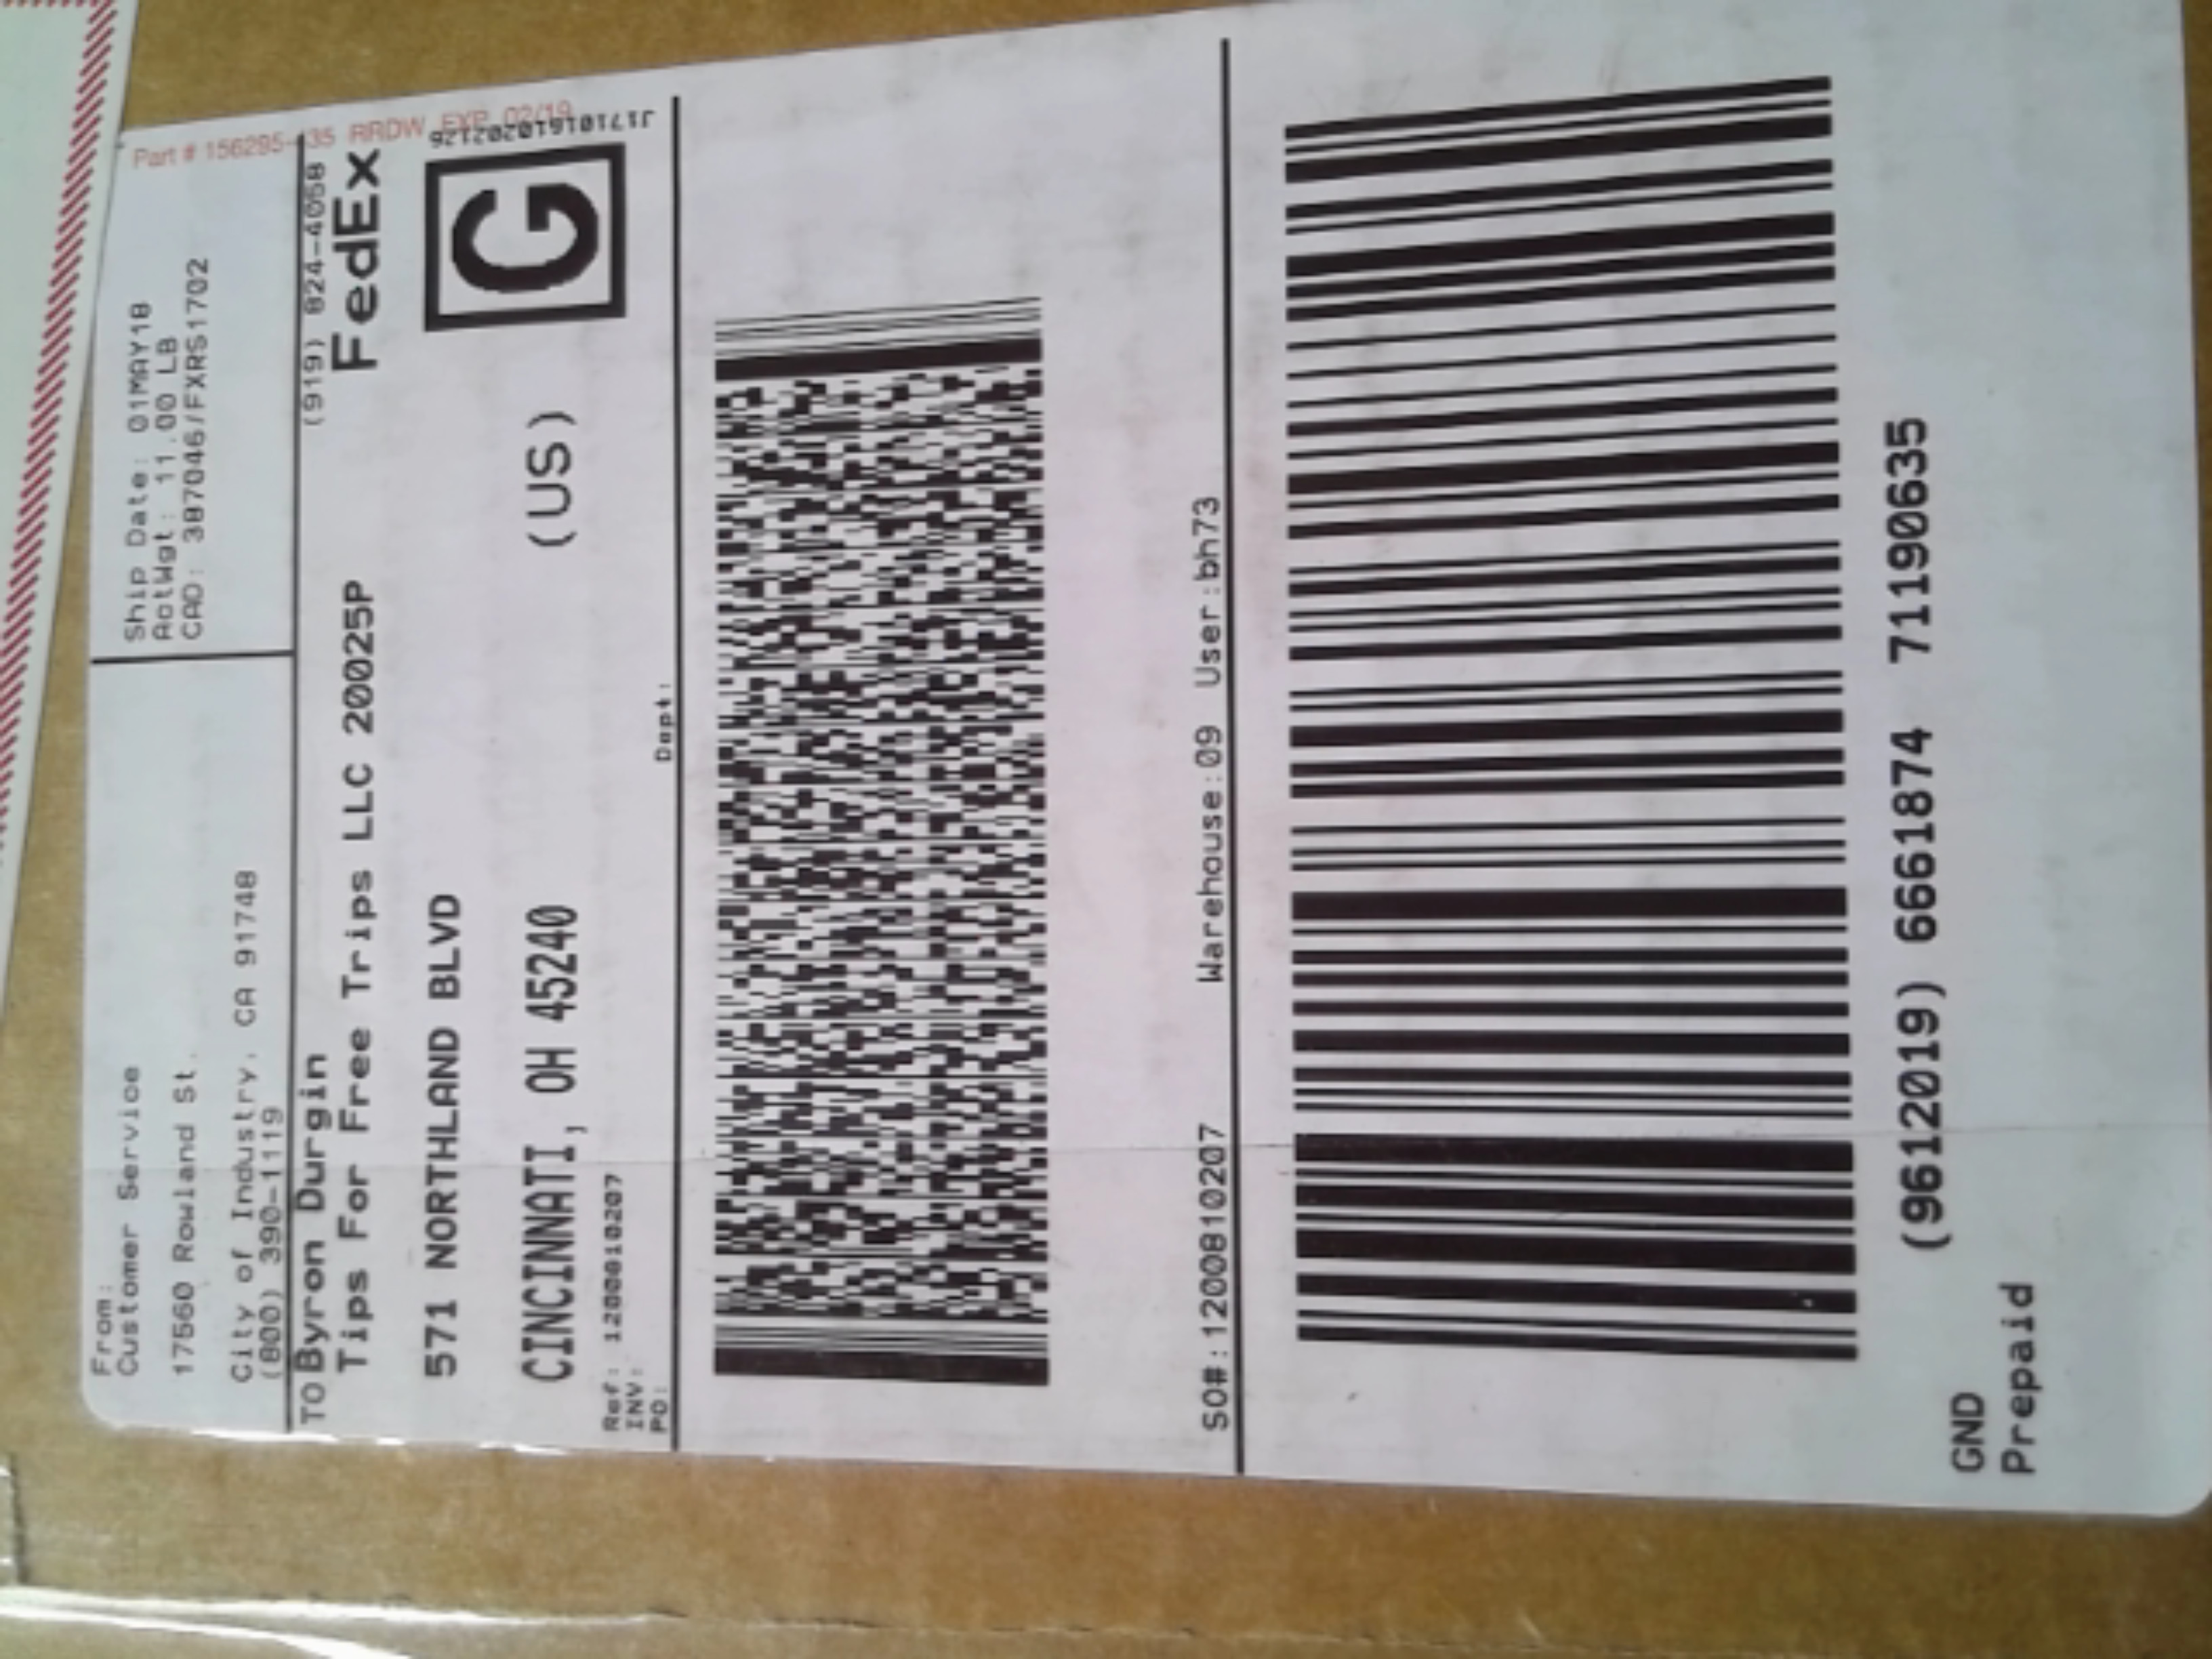 Part # 156295-435 RRDW EXP 02/19
From:
Customer Service
17560 Rowland St.
City of Industry, CA 91748
(800) 390-1119
Ship Date: 01MAY18
ActWgt: 11.00 LB
CAD: 387046/FXRS1702
TO Byron Durgin (919) 824-4058
Tips For Free Trips LLC 20025P
FedEx
571 NORTHLAND BLVD
G
CINCINNATI, OH 45240 (US)
Ref: 1200810207
INV:
PO: Dept:
J17101610202126
SO#:1200810207 Warehouse:09 User:bh73
(9612019) 6661874 71190635
GND
Prepaid